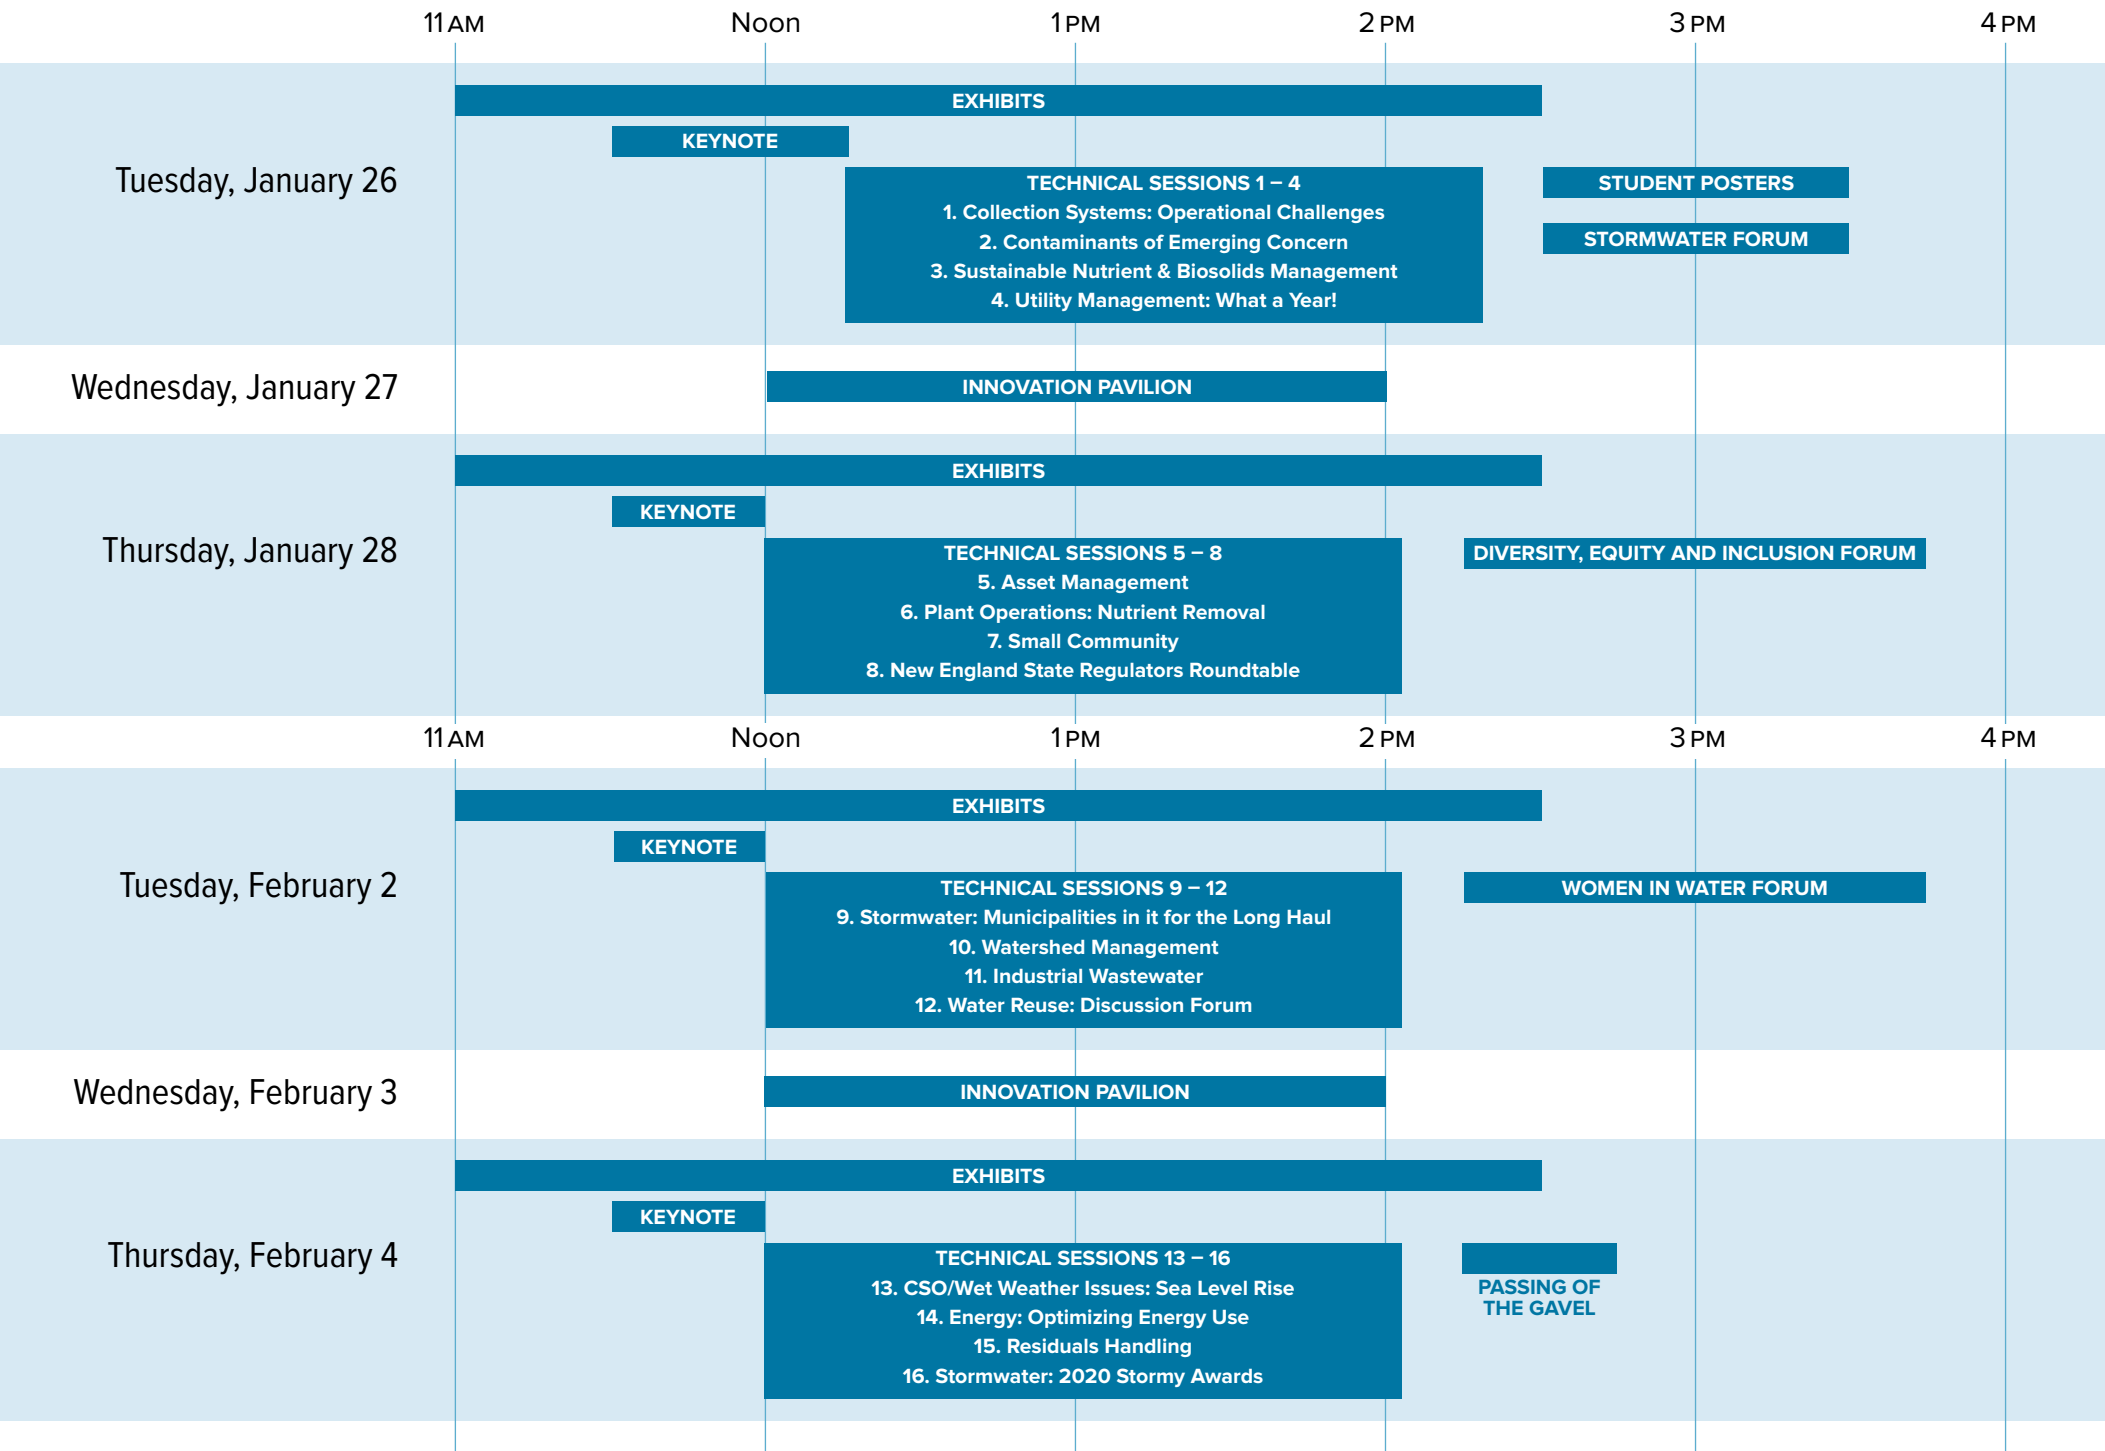 11 AM Noon 1 PM 2 PM 3 PM 4 PM
Tuesday, January 26
EXHIBITS
KEYNOTE
TECHNICAL SESSIONS 1 – 4
1. Collection Systems: Operational Challenges
2. Contaminants of Emerging Concern
3. Sustainable Nutrient & Biosolids Management
4. Utility Management: What a Year!
STUDENT POSTERS
STORMWATER FORUM
Wednesday, January 27
INNOVATION PAVILION
Thursday, January 28
EXHIBITS
KEYNOTE
TECHNICAL SESSIONS 5 – 8
5. Asset Management
6. Plant Operations: Nutrient Removal
7. Small Community
8. New England State Regulators Roundtable
DIVERSITY, EQUITY AND INCLUSION FORUM
11 AM Noon 1 PM 2 PM 3 PM 4 PM
Tuesday, February 2
EXHIBITS
KEYNOTE
TECHNICAL SESSIONS 9 – 12
9. Stormwater: Municipalities in it for the Long Haul
10. Watershed Management
11. Industrial Wastewater
12. Water Reuse: Discussion Forum
WOMEN IN WATER FORUM
Wednesday, February 3
INNOVATION PAVILION
Thursday, February 4
EXHIBITS
KEYNOTE
TECHNICAL SESSIONS 13 – 16
13. CSO/Wet Weather Issues: Sea Level Rise
14. Energy: Optimizing Energy Use
15. Residuals Handling
16. Stormwater: 2020 Stormy Awards
PASSING OF
THE GAVEL